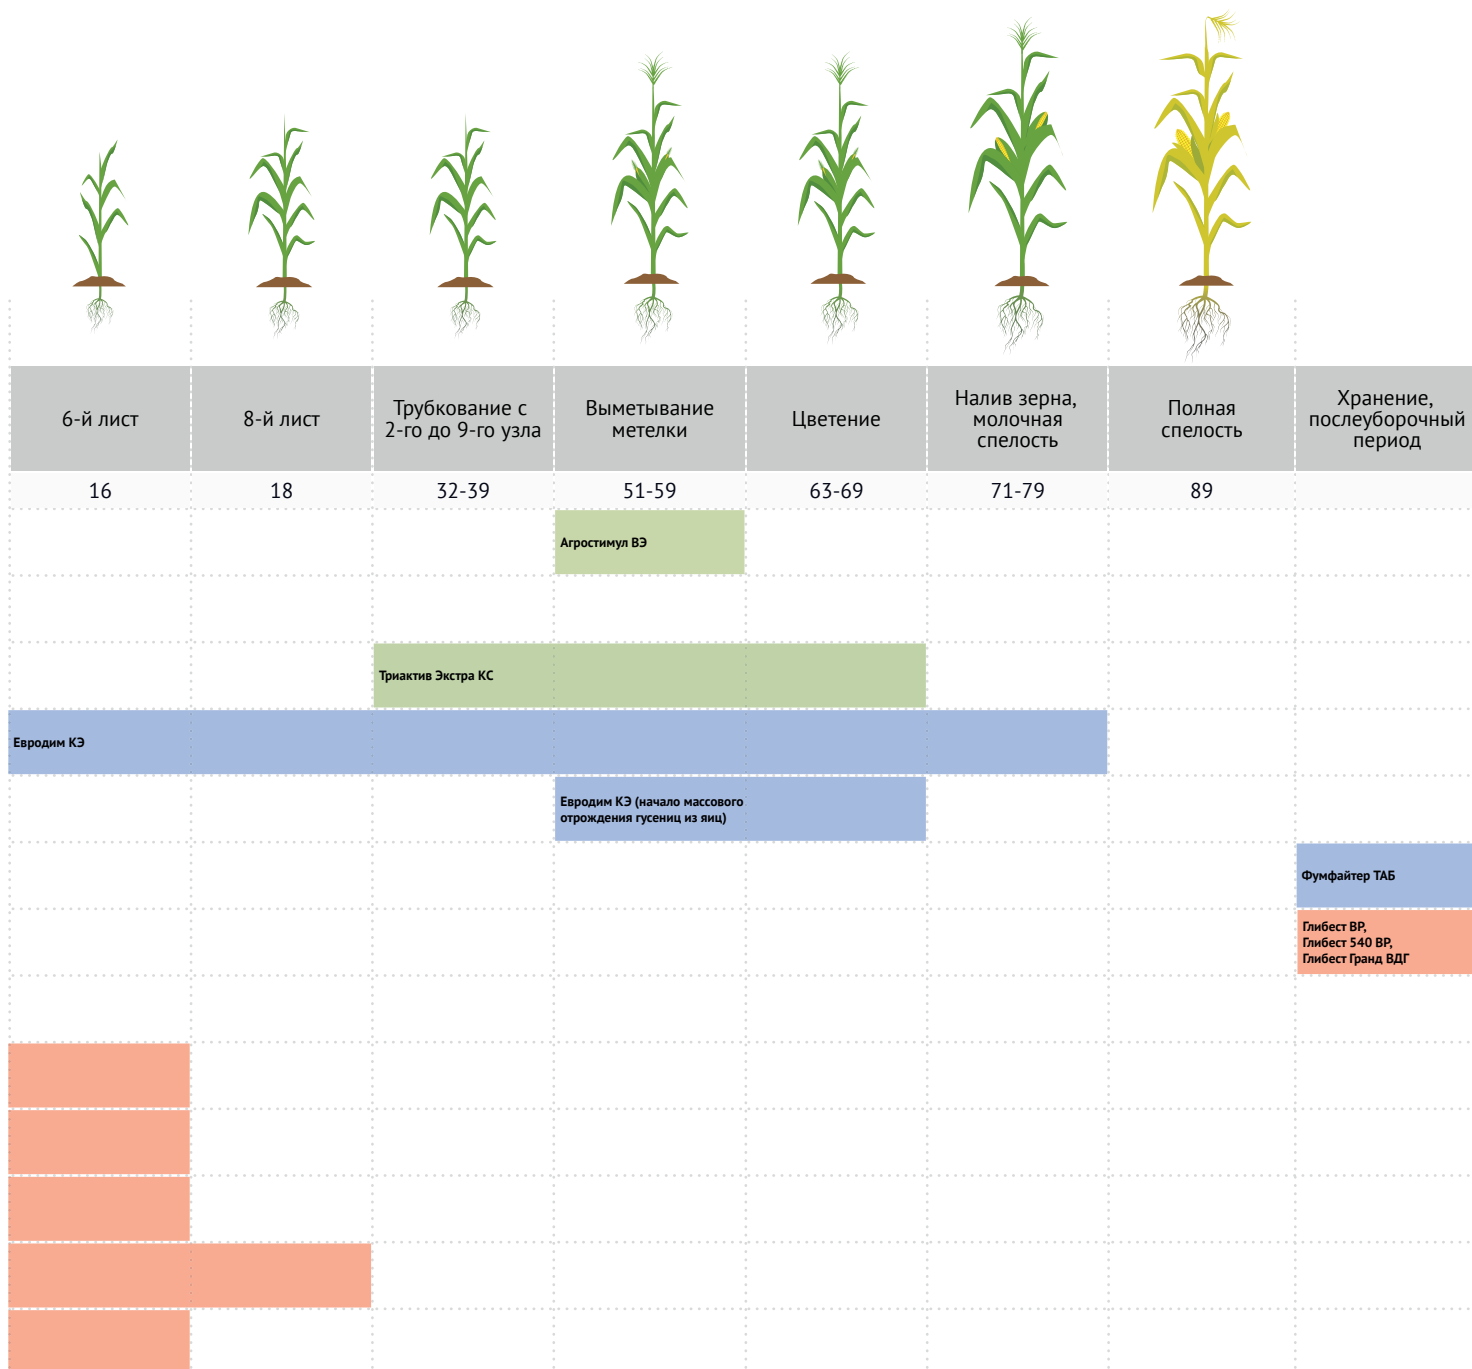 6-й лист
8-й лист
Трубкование с
2-го до 9-го узла
Выметывание
метелки
Цветение
Налив зерна,
молочная
спелость
Полная
спелость
Хранение,
послеуборочный
период
16
18
32-39
51-59
63-69
71-79
89
Агростимул ВЭ
Триактив Экстра КС
Евродим КЭ
Евродим КЭ (начало массового
отрождения гусениц из яиц)
Фумфайтер ТАБ
Глибест ВР,
Глибест 540 ВР,
Глибест Гранд ВДГ